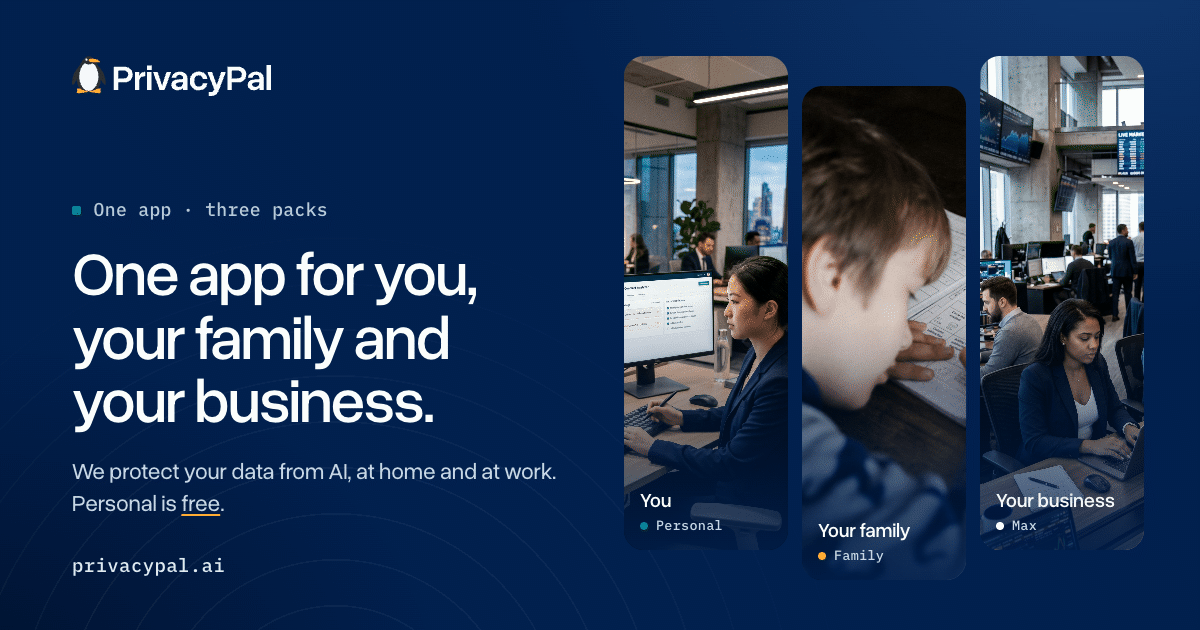 PrivacyPal
One app · three packs
One app for you,
your family and
your business.
We protect your data from AI, at home and at work.
Personal is free.
privacypal.ai
You
Personal
Your family
Family
LIVE MARKE
Your business
Max